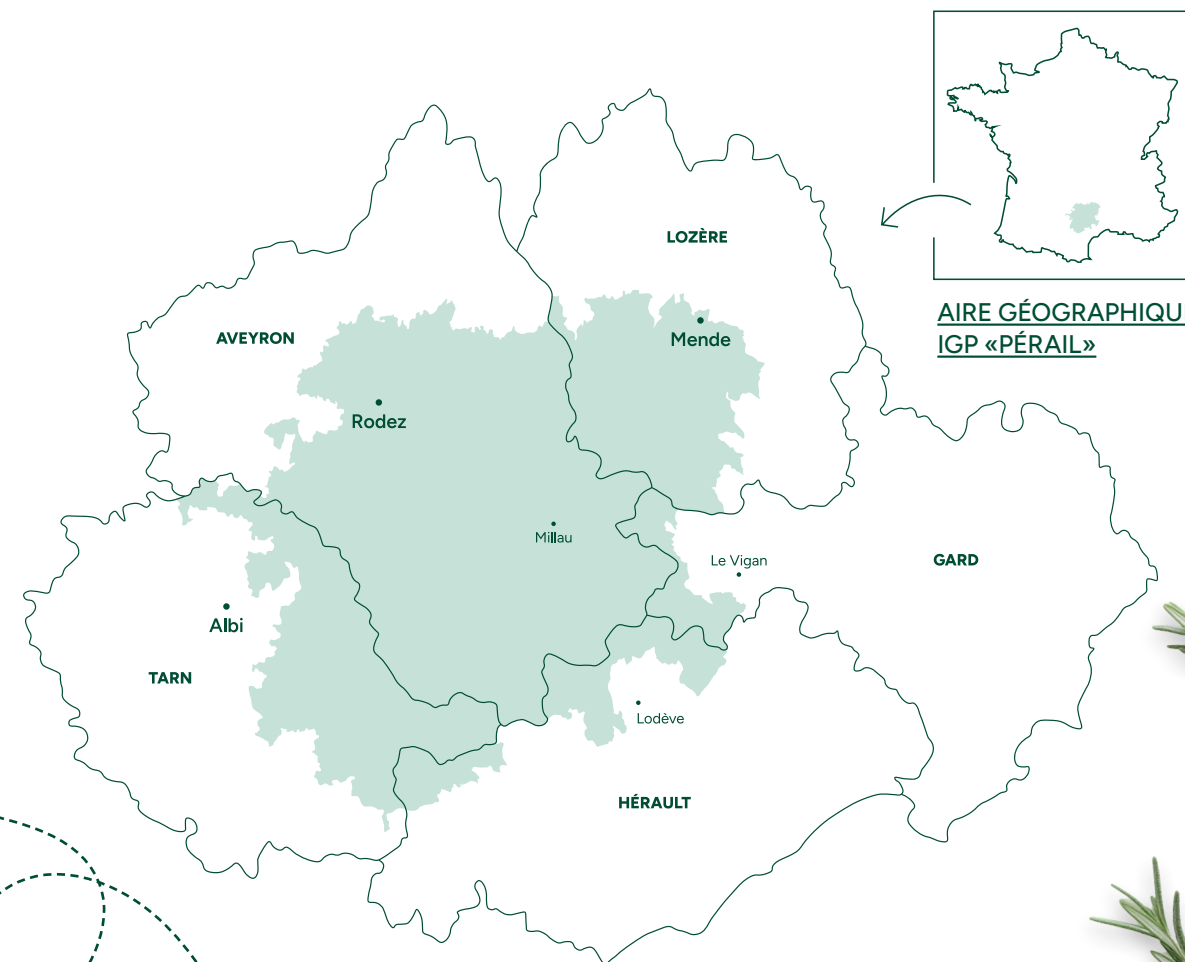 LOZÈRE
AIRE GÉOGRAPHIQU
IGP «PÉRAIL»
AVEYRON
Mende
Rodez
Millau
Le Vigan
GARD
Albi
TARN
Lodève
HÉRAULT